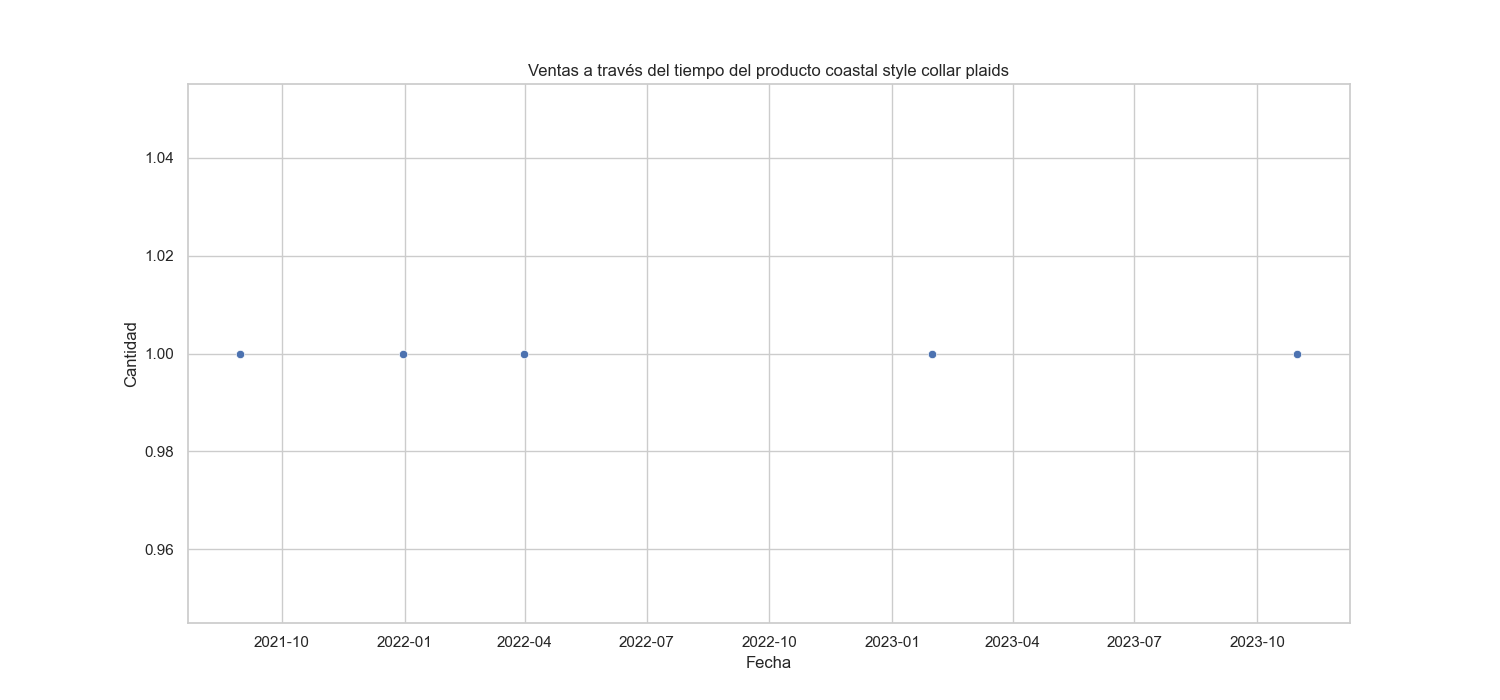 Ventas a través del tiempo del producto coastal style collar plaids
1.04
1.02
1.00
0.98
0.96
Cantidad
2021-10 2022-01 2022-04 2022-07 2022-10 2023-01 2023-04 2023-07 2023-10
Fecha